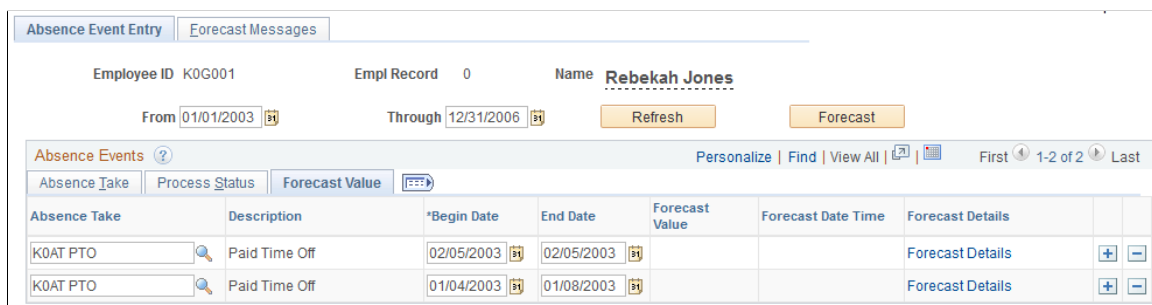 Absence Event Entry Forecast Messages
Employee ID K0G001 Empl Record 0 Name Rebekah Jones
From 01/01/2003 Through 12/31/2006 Refresh Forecast
Absence Events ? Personalize | Find | View All | | First 1-2 of 2 Last
Absence Take Process Status Forecast Value
Absence Take Description *Begin Date End Date Forecast Value Forecast Date Time Forecast Details
K0AT PTO Paid Time Off 02/05/2003 02/05/2003 Forecast Details + -
K0AT PTO Paid Time Off 01/04/2003 01/08/2003 Forecast Details + -